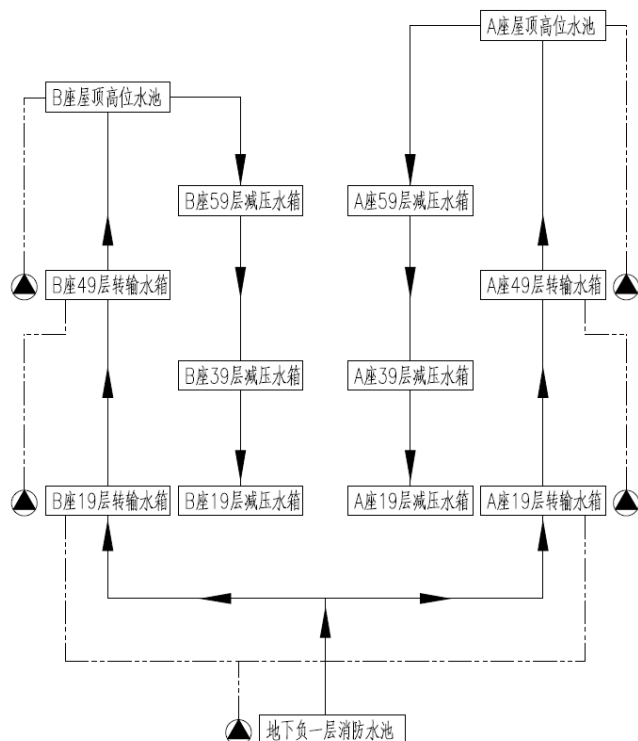 A座屋顶高位水池
B座屋顶高位水池
B座59层减压水箱
A座59层减压水箱
B座49层转输水箱
A座49层转输水箱
B座39层减压水箱
A座39层减压水箱
B座19层转输水箱
B座19层减压水箱
A座19层减压水箱
A座19层转输水箱
地下负一层消防水池